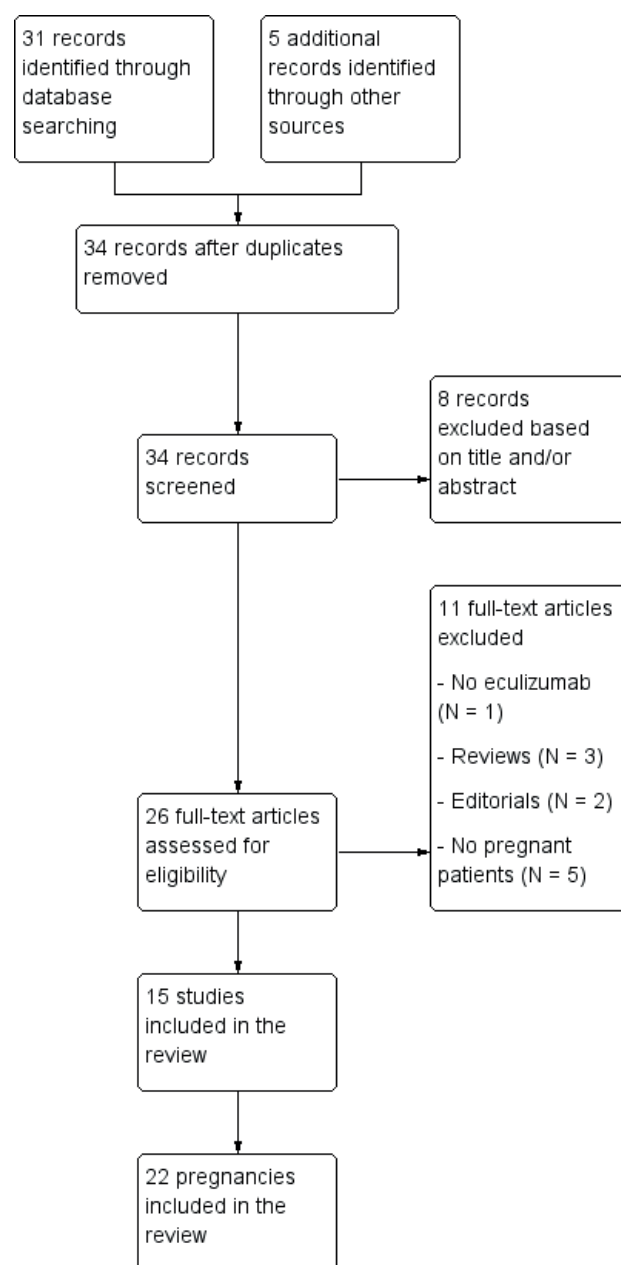 31 records
identified through
database
searching
5 additional
records identified
through other
sources
34 records after duplicates
removed
34 records
screened
8 records
excluded based
on title and/or
abstract
11 full-text articles
excluded
- No eculizumab
(N = 1)
- Reviews (N = 3)
- Editorials (N = 2)
- No pregnant
patients (N = 5)
26 full-text articles
assessed for
eligibility
15 studies
included in the
review
22 pregnancies
included in the
review